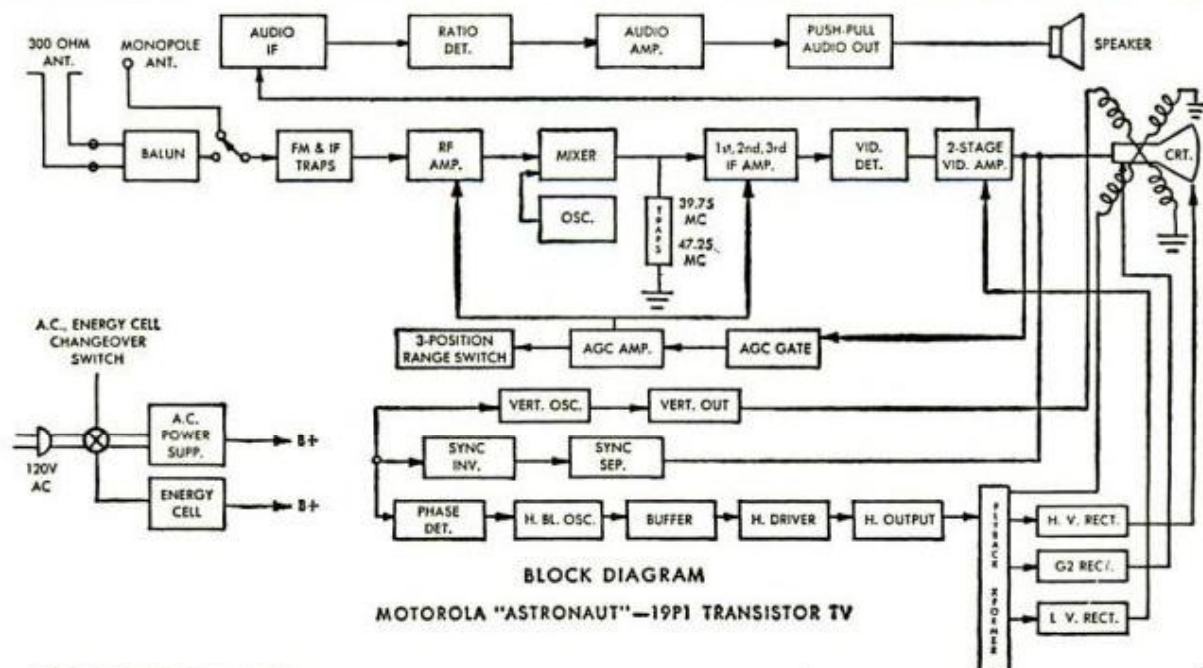 300 OHM
ANT.
MONOPOLE
ANT.
AUDIO
IF
RATIO
DET.
AUDIO
AMP.
PUSH-PULL
AUDIO OUT
SPEAKER
BALUN
FM & IF
TRAPS
RF
AMP.
MIXER
OSC.
TRAPS
39.75
MC
47.25
MC
1st, 2nd, 3rd
IF AMP.
VID.
DET.
2-STAGE
VID. AMP.
CRT.
3-POSITION
RANGE SWITCH
AGC AMP.
AGC GATE
A.C., ENERGY CELL
CHANGEOVER
SWITCH
120V
AC
A.C.
POWER
SUPP.
B+
ENERGY
CELL
B+
VERT. OSC.
VERT. OUT
SYNC
INV.
SYNC
SEP.
PHASE
DET.
H. BL. OSC.
BUFFER
H. DRIVER
H. OUTPUT
FLYBACK XFORMER
H. V. RECT.
G2 REC/.
L V. RECT.
BLOCK DIAGRAM
MOTOROLA "ASTRONAUT"—19P1 TRANSISTOR TV